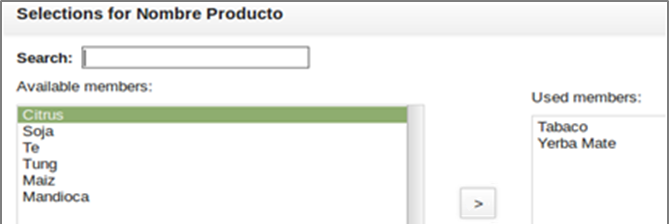 Selections for Nombre Producto
Search:
Available members:
Citrus
Soja
Te
Tung
Maiz
Mandioca
>
Used members:
Tabaco
Yerba Mate